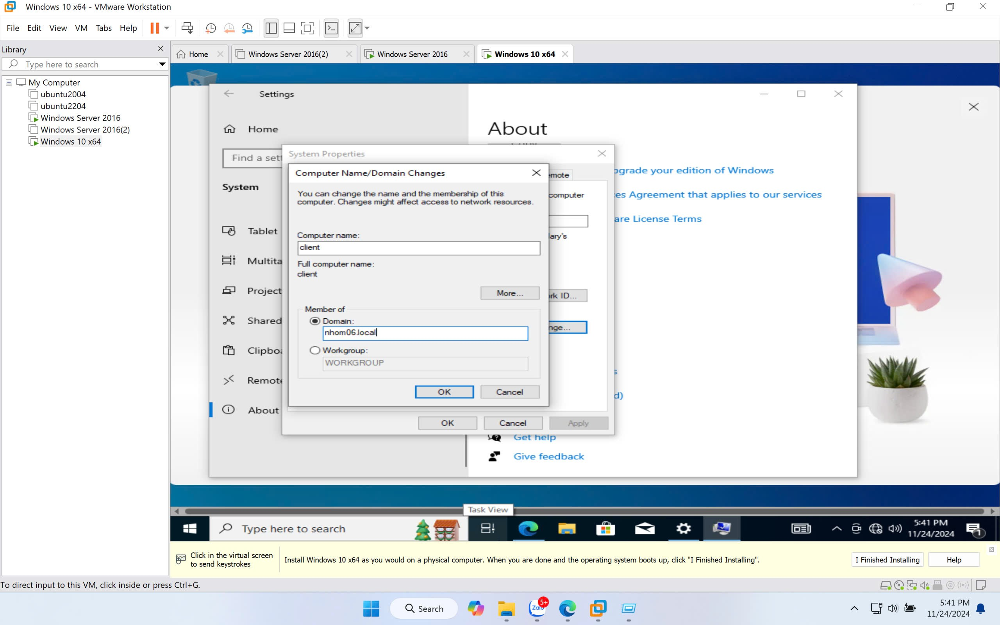 Windows 10 x64 - VMware Workstation
File Edit View VM Tabs Help
Library
Type here to search
My Computer
ubuntu2004
ubuntu2204
Windows Server 2016
Windows Server 2016(2)
Windows 10 x64
Home
Windows Server 2016(2)
Windows Server 2016
Windows 10 x64
Settings
Home
Find a sett
System
Tablet
Multita
Project
Shared
Clipboa
Remote
About
About
pgrade your edition of Windows
es Agreement that applies to our services
are License Terms
s
d)
Get help
Give feedback
System Properties
emote
computer
ary's
rk ID...
nge...
OK
Cancel
Apply
Computer Name/Domain Changes
You can change the name and the membership of this
computer. Changes might affect access to network resources.
Computer name:
client
Full computer name:
client
More...
Member of
Domain:
nhom06.local
Workgroup:
WORKGROUP
OK
Cancel
Task View
Type here to search
5:41 PM
11/24/2024
1
Click in the virtual screen
to send keystrokes
Install Windows 10 x64 as you would on a physical computer. When you are done and the operating system boots up, click "I Finished Installing".
I Finished Installing
Help
To direct input to this VM, click inside or press Ctrl+G.
Search
Zalo
5+
5:41 PM
11/24/2024